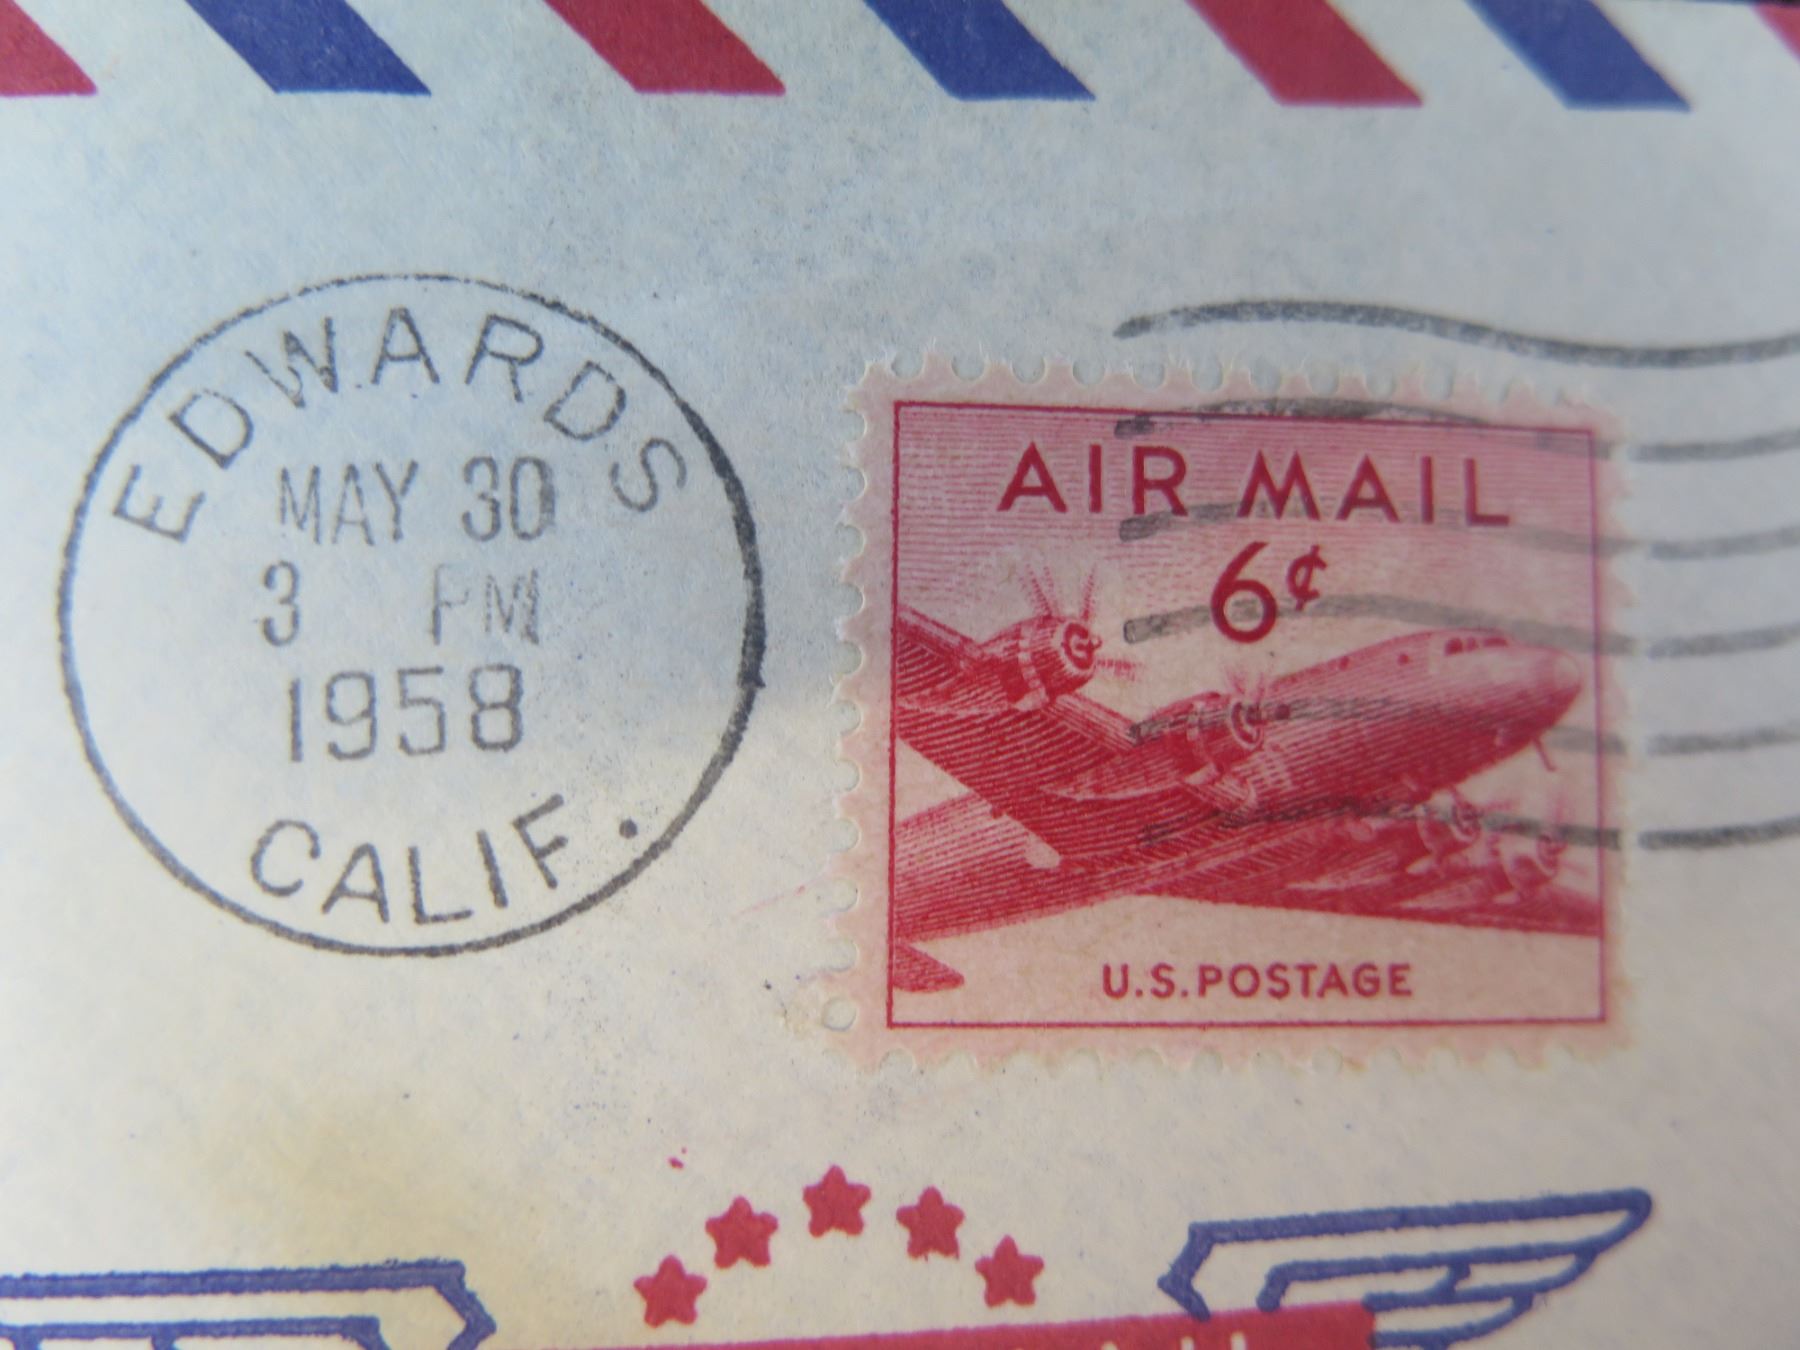 EDWARDS
MAY 30
3 PM
1958
CALIF.
AIR MAIL
6¢
U.S. POSTAGE